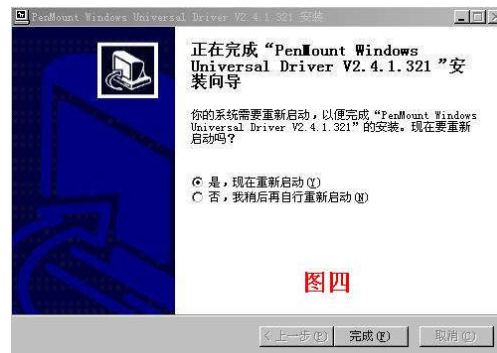 PenMount Windows Universal Driver V2.4.1.321 安装
正在完成“PenMount Windows
Universal Driver V2.4.1.321”安
装向导
你的系统需要重新启动，以便完成“PenMount Windows
Universal Driver V2.4.1.321”的安装。现在要重新
启动吗？
是，现在重新启动(Y)
否，我稍后再自行重新启动(N)
图四
< 上一步(P) 完成(F) 取消(C)